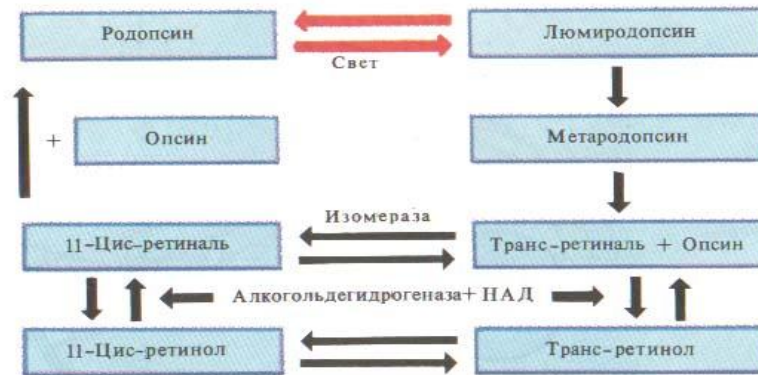 Родопсин
Люмиродопсин
Свет
+
Опсин
Метародопсин
Изомераза
11-Цис-ретиналь
Транс-ретиналь + Опсин
Алкогольдегидрогеназа+ НАД
11-Цис-ретинол
Транс-ретинол